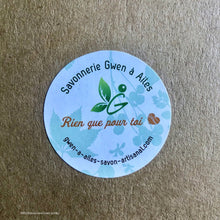 Savonnerie Gwen à Ailes
G
Rien que pour toi
gwen-a-ailes-savon-artisanal.com